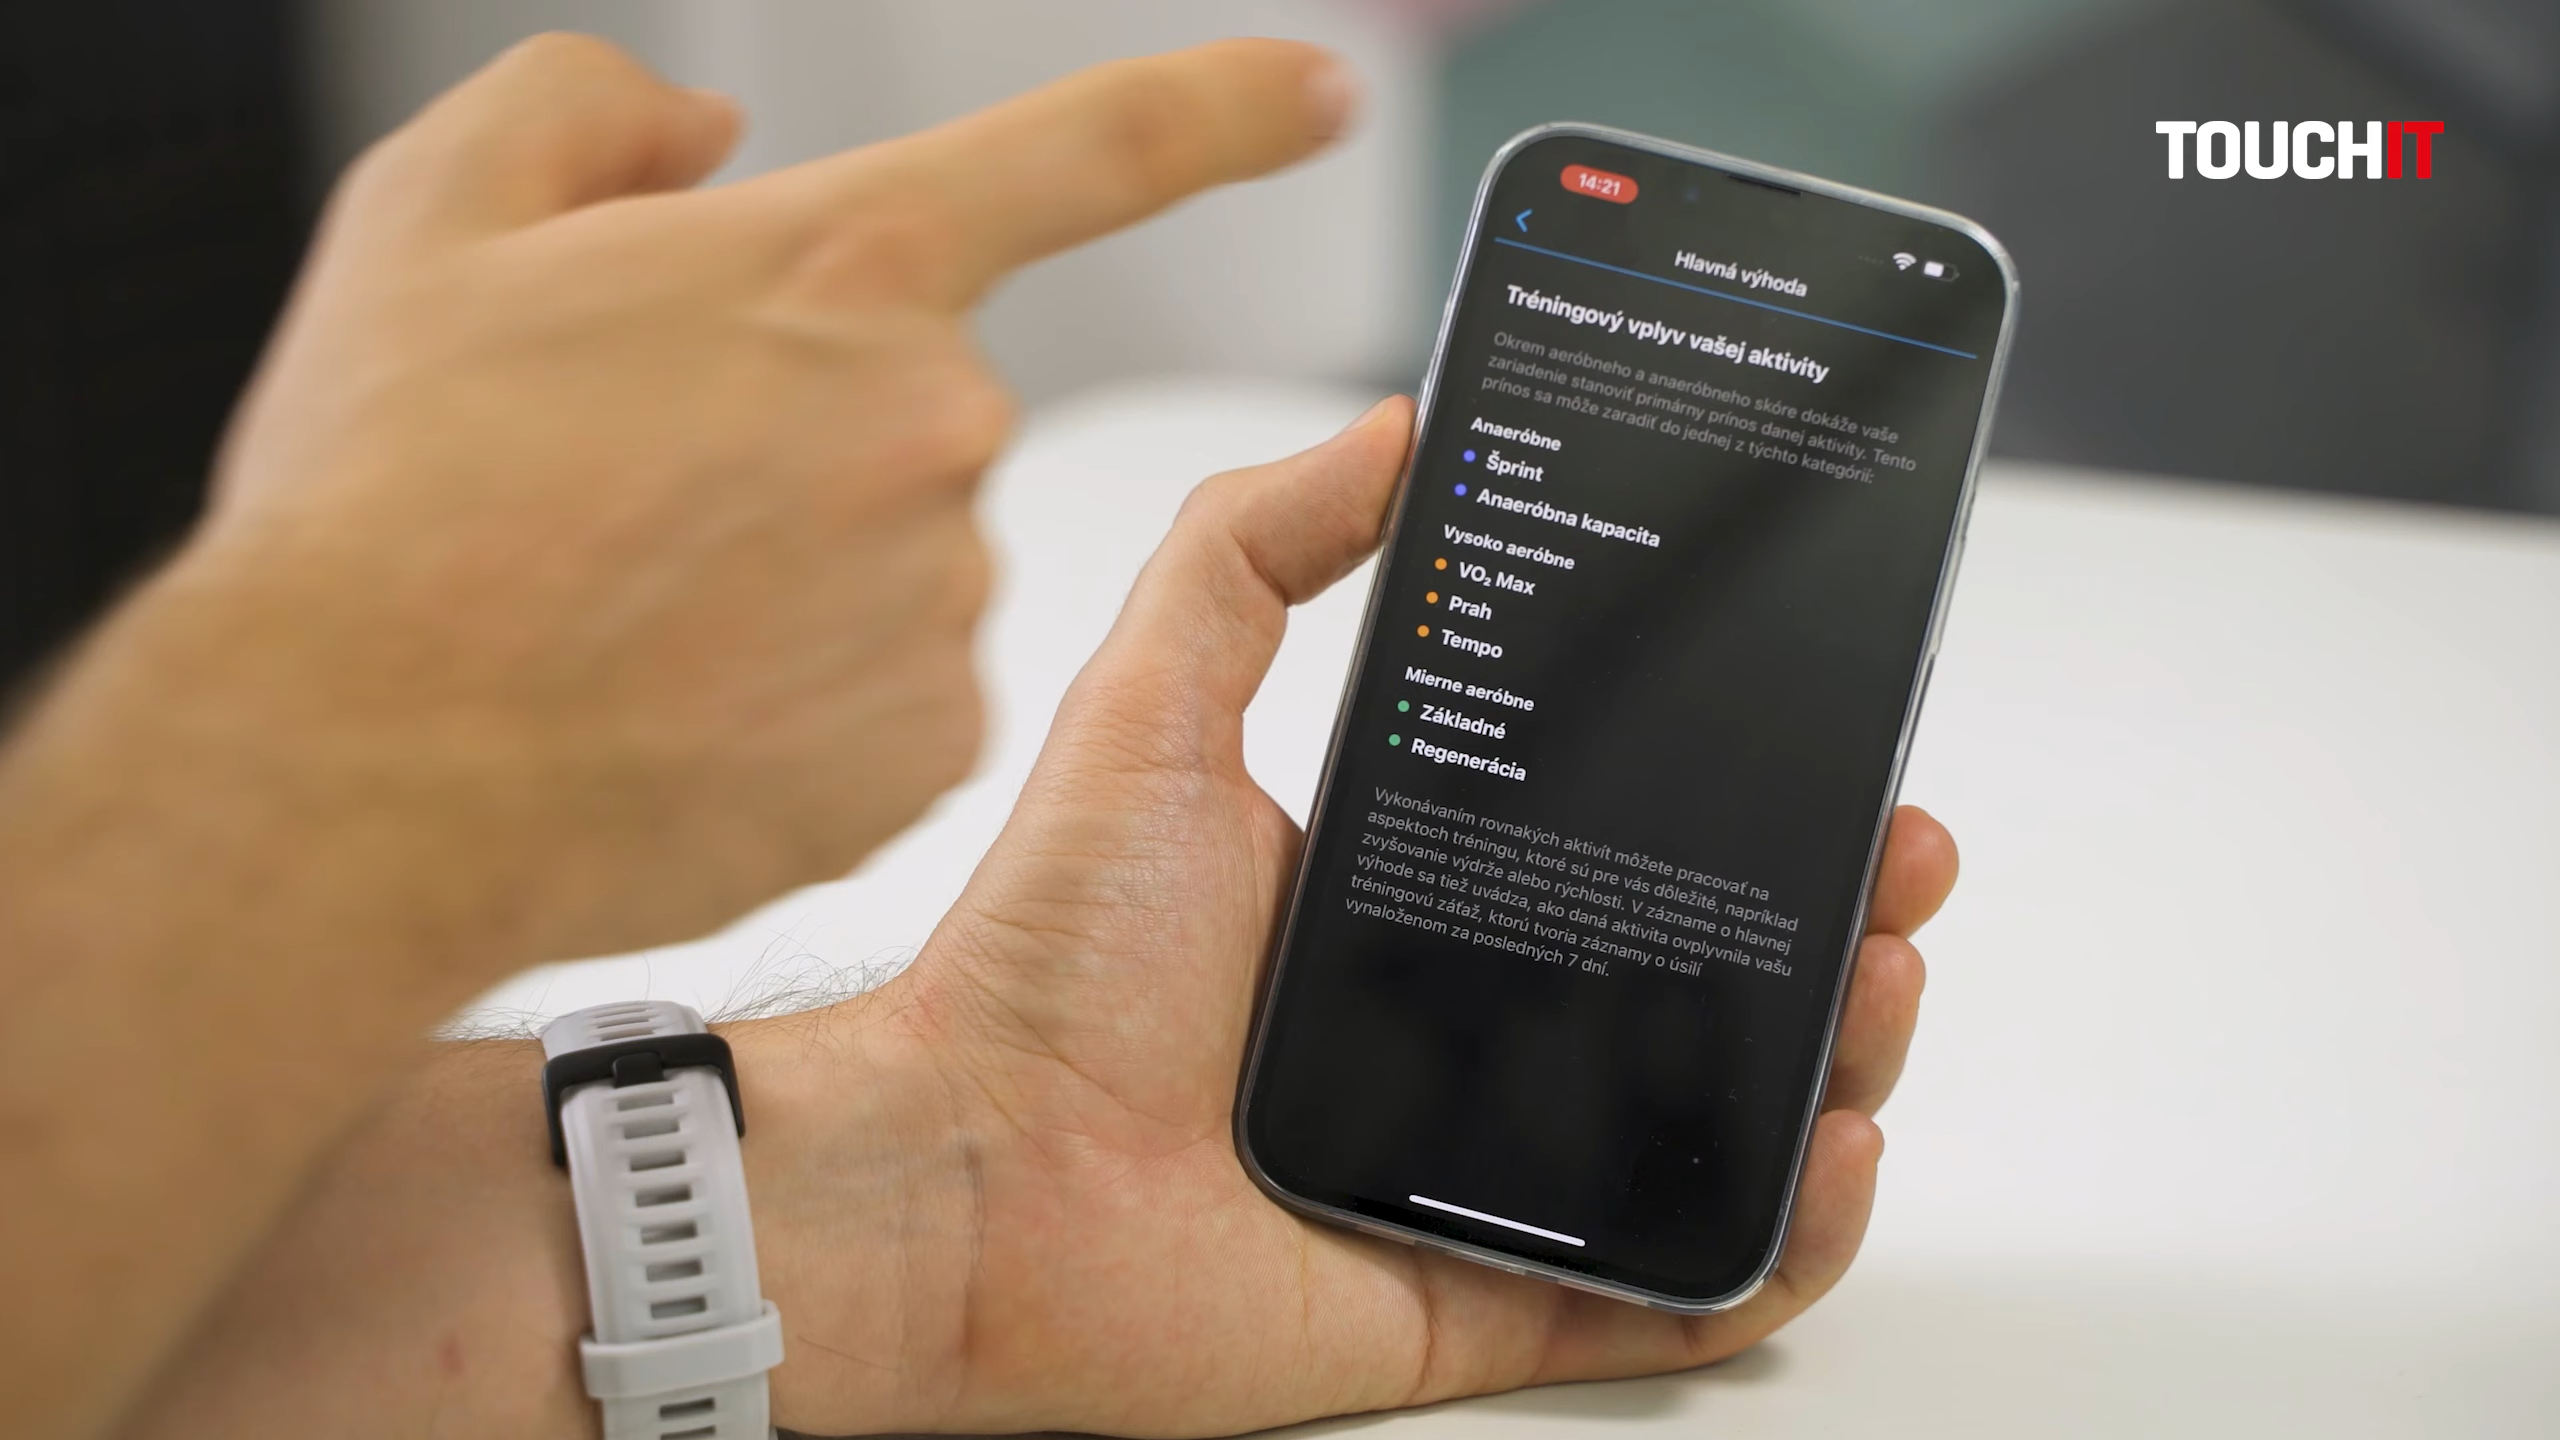 TOUCHIT
14:21
Hlavná výhoda
Tréningový vplyv vašej aktivity
Okrem aeróbneho a anaeróbneho skóre dokáže vaše
zariadenie stanoviť primárny prínos danej aktivity. Tento
prínos sa môže zaradiť do jednej z týchto kategórií:
Anaeróbne
Šprint
Anaeróbna kapacita
Vysoko aeróbne
VO₂ Max
Prah
Tempo
Mierne aeróbne
Základné
Regenerácia
Vykonávaním rovnakých aktivít môžete pracovať na
aspektoch tréningu, ktoré sú pre vás dôležité, napríklad
zvyšovanie výdrže alebo rýchlosti. V zázname o hlavnej
výhode sa tiež uvádza, ako daná aktivita ovplyvnila vašu
tréningovú záťaž, ktorú tvoria záznamy o úsilí
vynaloženom za posledných 7 dní.